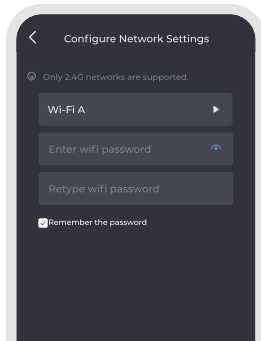 Configure Network Settings
Only 2.4G networks are supported.
Wi-Fi A
Enter wifi password
Retype wifi password
Remember the password